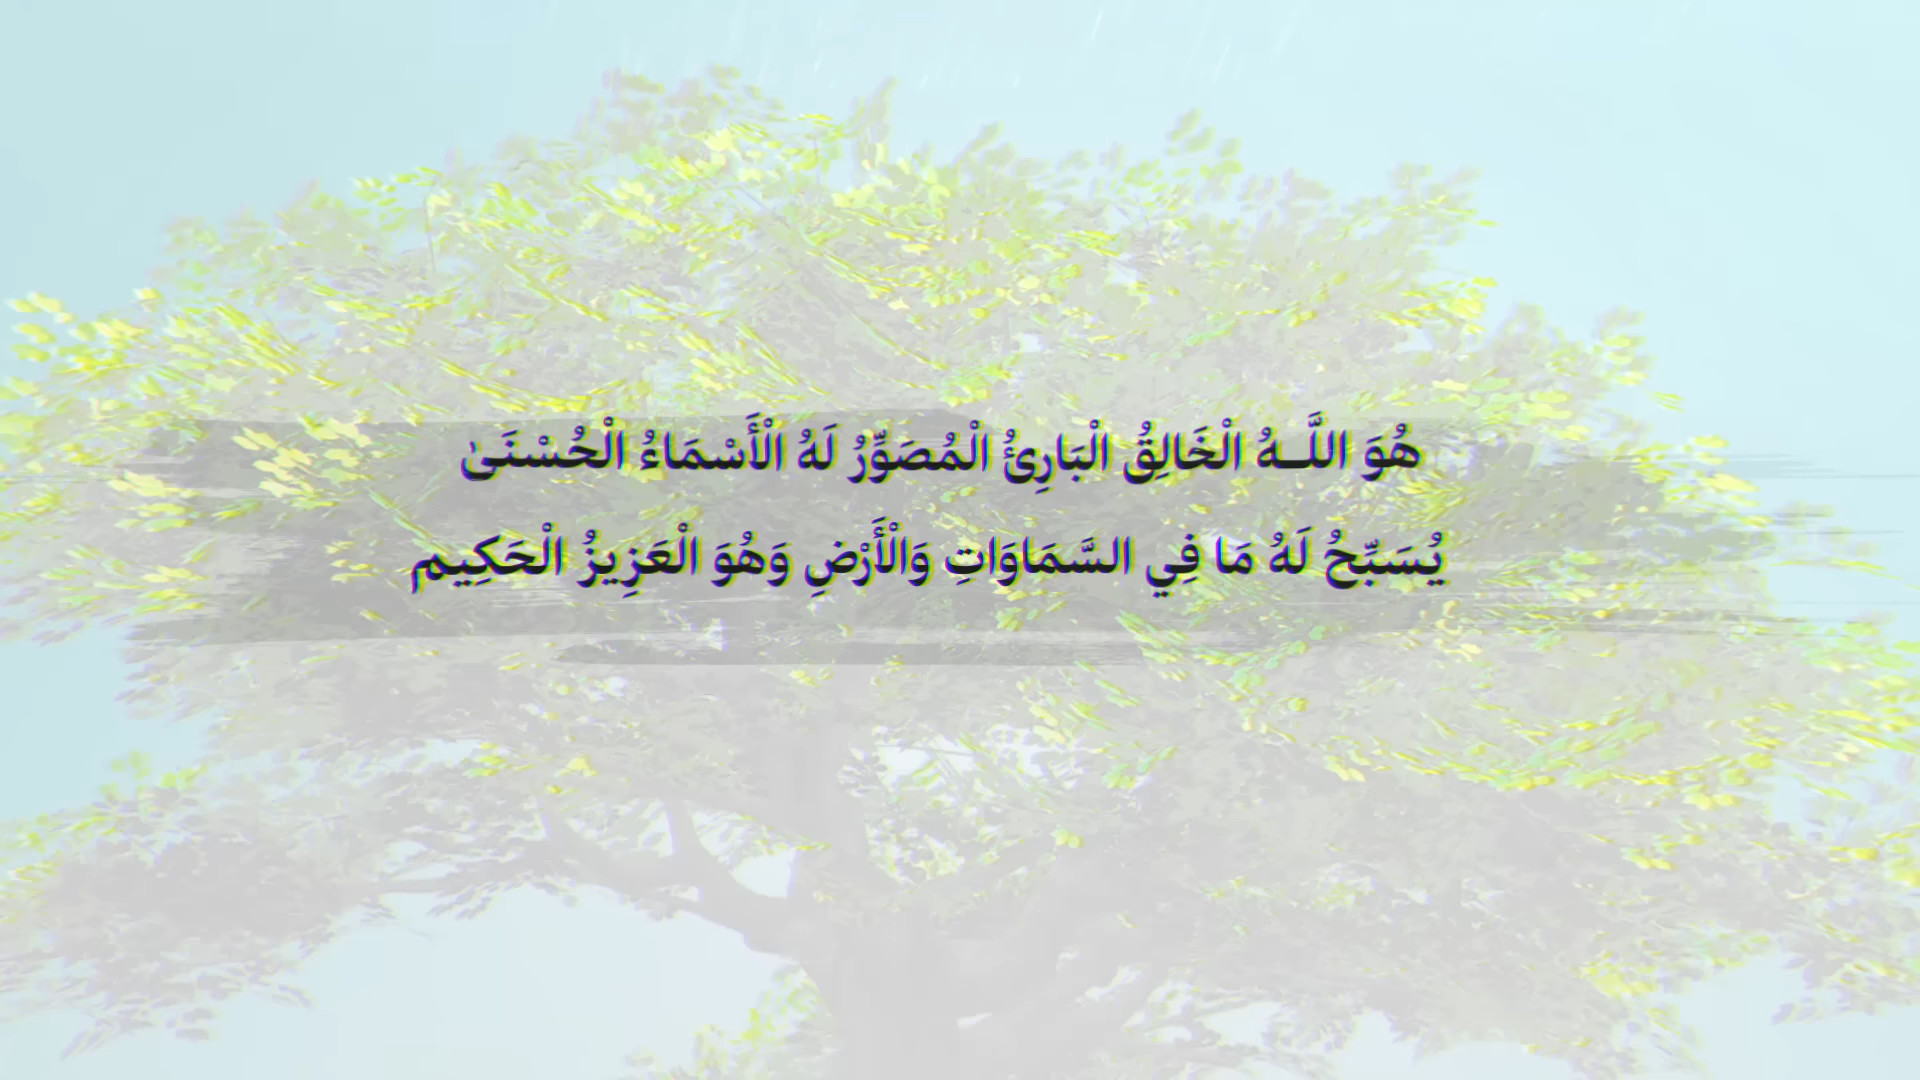 هُوَ اللَّـهُ الْخَالِقُ الْبَارِئُ الْمُصَوِّرُ لَهُ الْأَسْمَاءُ الْحُسْنَىٰ
يُسَبِّحُ لَهُ مَا فِي السَّمَاوَاتِ وَالْأَرْضِ وَهُوَ الْعَزِيزُ الْحَكِيم